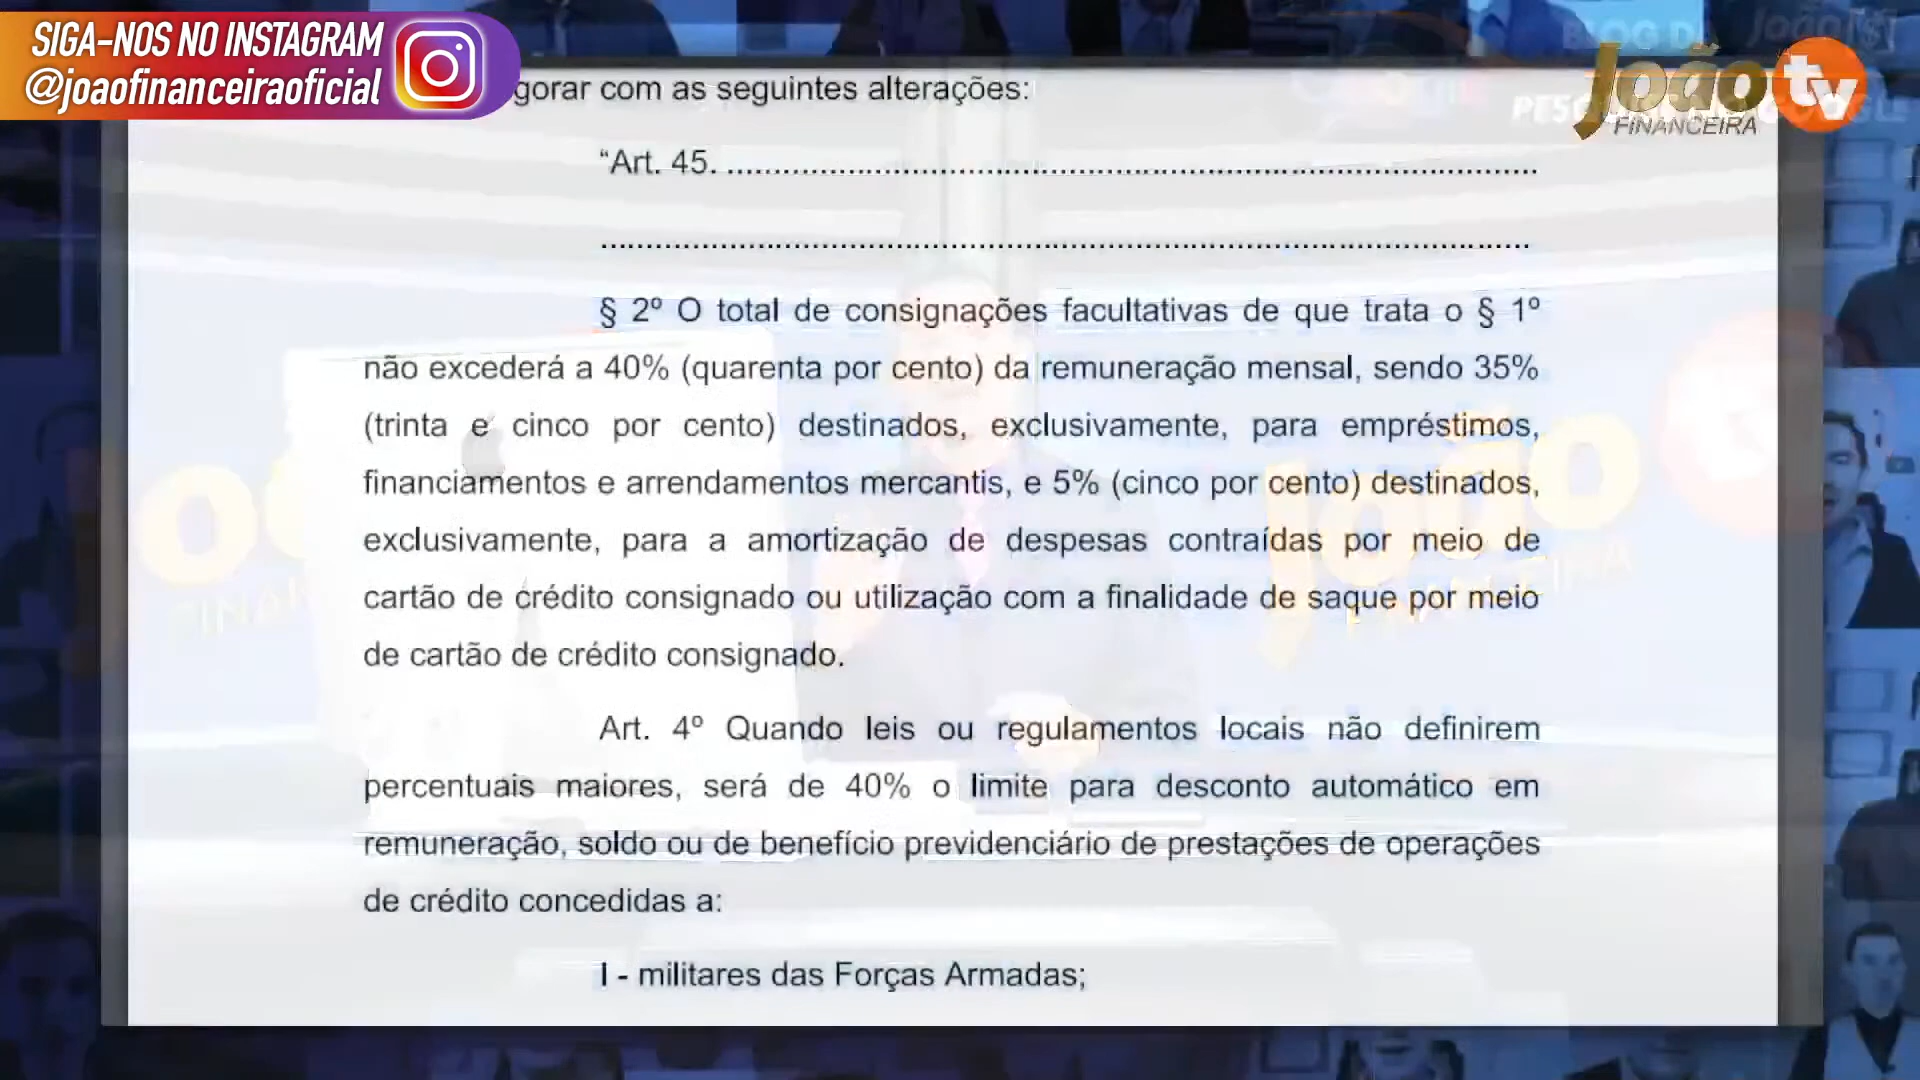 SIGA-NOS NO INSTAGRAM
@joaofinanceiraoficial
João tv
FINANCEIRA
gorar com as seguintes alterações:
“Art. 45. ..........................................................................................
.......................................................................................................
§ 2º O total de consignações facultativas de que trata o § 1º
não excederá a 40% (quarenta por cento) da remuneração mensal, sendo 35%
(trinta e cinco por cento) destinados, exclusivamente, para empréstimos,
financiamentos e arrendamentos mercantis, e 5% (cinco por cento) destinados,
exclusivamente, para a amortização de despesas contraídas por meio de
cartão de crédito consignado ou utilização com a finalidade de saque por meio
de cartão de crédito consignado.
Art. 4º Quando leis ou regulamentos locais não definirem
percentuais maiores, será de 40% o limite para desconto automático em
remuneração, soldo ou de benefício previdenciário de prestações de operações
de crédito concedidas a:
I - militares das Forças Armadas;
João